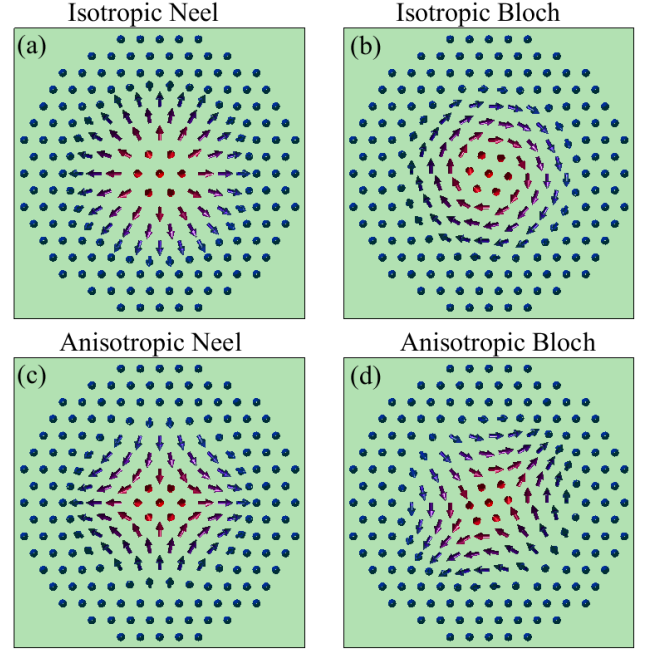 Isotropic Neel
Isotropic Bloch
(a)
(b)
Anisotropic Neel
Anisotropic Bloch
(c)
(d)